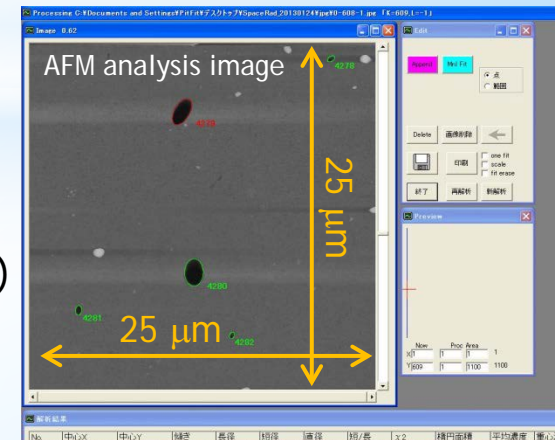 Processing C:¥Documents and Settings¥PitFit¥デスクトップ¥SpaceRad_20130124¥jpg¥0-608-1.jpg 「K=609,L=-1」
Image 0.62
Edit
AFM analysis image
4278
4279
25 μm
4280
4281
4282
25 μm
)
Append
Mnl Fit
点
範囲
Delete
画像削除
印刷
one fit
scale
fit erase
終了
再解析
新解析
Preview
Now Proc Area
X 1 1 1 1
Y 609 1 1100 1100
解析結果
No. 中心X 中心Y 傾き 長径 短径 直径 短/長 χ2 楕円面積 平均濃度